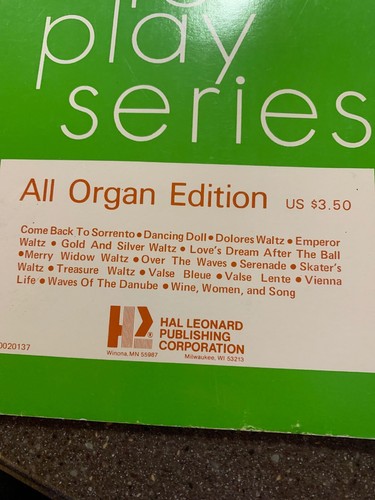 play
series
All Organ Edition US $3.50
Come Back To Sorrento • Dancing Doll • Dolores Waltz • Emperor
Waltz • Gold And Silver Waltz • Love's Dream After The Ball
• Merry Widow Waltz • Over The Waves • Serenade • Skater's
Waltz • Treasure Waltz • Valse Bleue • Valse Lente • Vienna
Life • Waves Of The Danube • Wine, Women, and Song
HAL LEONARD
PUBLISHING
CORPORATION
Winona, MN 55987 Milwaukee, WI 53213
0020137